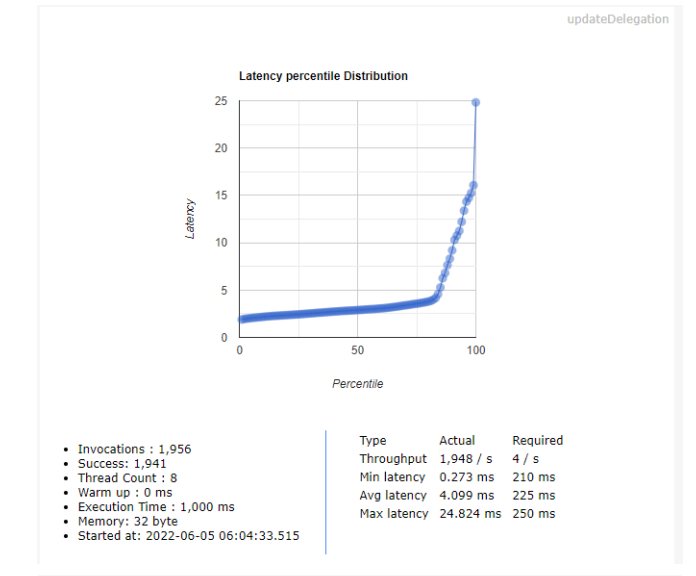 updateDelegation
Latency percentile Distribution
25
20
15
10
5
0
Latency
0 50 100
Percentile
• Invocations : 1,956
• Success: 1,941
• Thread Count : 8
• Warm up : 0 ms
• Execution Time : 1,000 ms
• Memory: 32 byte
• Started at: 2022-06-05 06:04:33.515
Type Actual Required
Throughput 1,948 / s 4 / s
Min latency 0.273 ms 210 ms
Avg latency 4.099 ms 225 ms
Max latency 24.824 ms 250 ms